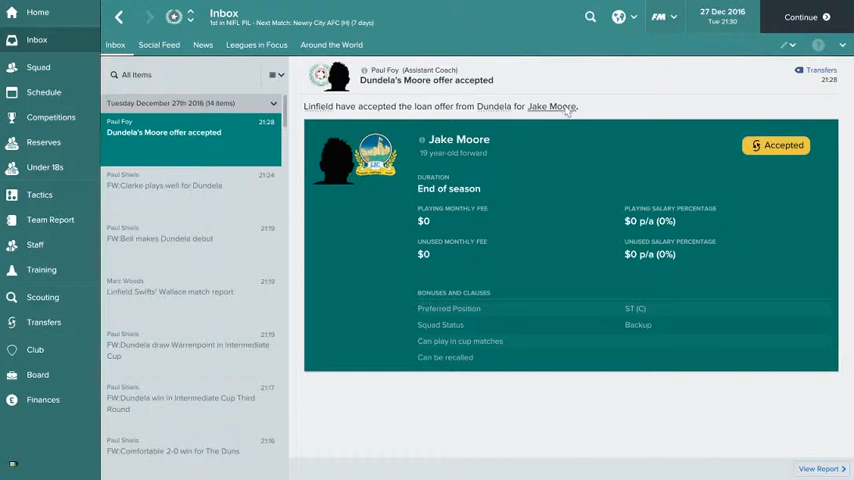 Home
Inbox
Squad
Schedule
Competitions
Reserves
Under 18s
Tactics
Team Report
Staff
Training
Scouting
Transfers
Club
Board
Finances
Inbox
1st in NIFL P/L - Next Match: Newry City AFC (H) (7 days)
FM
27 Dec 2016
Tue 21:30
Continue
Inbox
Social Feed
News
Leagues in Focus
Around the World
All Items
Tuesday December 27th 2016 (14 items)
Paul Foy
21:28
Dundela's Moore offer accepted
Paul Shiels
21:24
FW:Clarke plays well for Dundela
Paul Shiels
21:19
FW:Bell makes Dundela debut
Marc Woods
21:19
Linfield Swifts' Wallace match report.
Paul Shiels
21:19
FW:Dundela draw Warrenpoint in Intermediate
Cup
Paul Shiels
21:17
FW:Dundela win in Intermediate Cup Third
Round
Paul Shiels
21:16
FW:Comfortable 2-0 win for The Duns
Paul Foy (Assistant Coach)
Dundela's Moore offer accepted
Transfers
21:28
Linfield have accepted the loan offer from Dundela for Jake Moore.
Jake Moore
19 year-old forward
Accepted
DURATION
End of season
PLAYING MONTHLY FEE
$0
PLAYING SALARY PERCENTAGE
$0 p/a (0%)
UNUSED MONTHLY FEE
$0
UNUSED SALARY PERCENTAGE
$0 p/a (0%)
BONUSES AND CLAUSES
Preferred Position
ST (C)
Squad Status
Backup
Can play in cup matches
Can be recalled
View Report